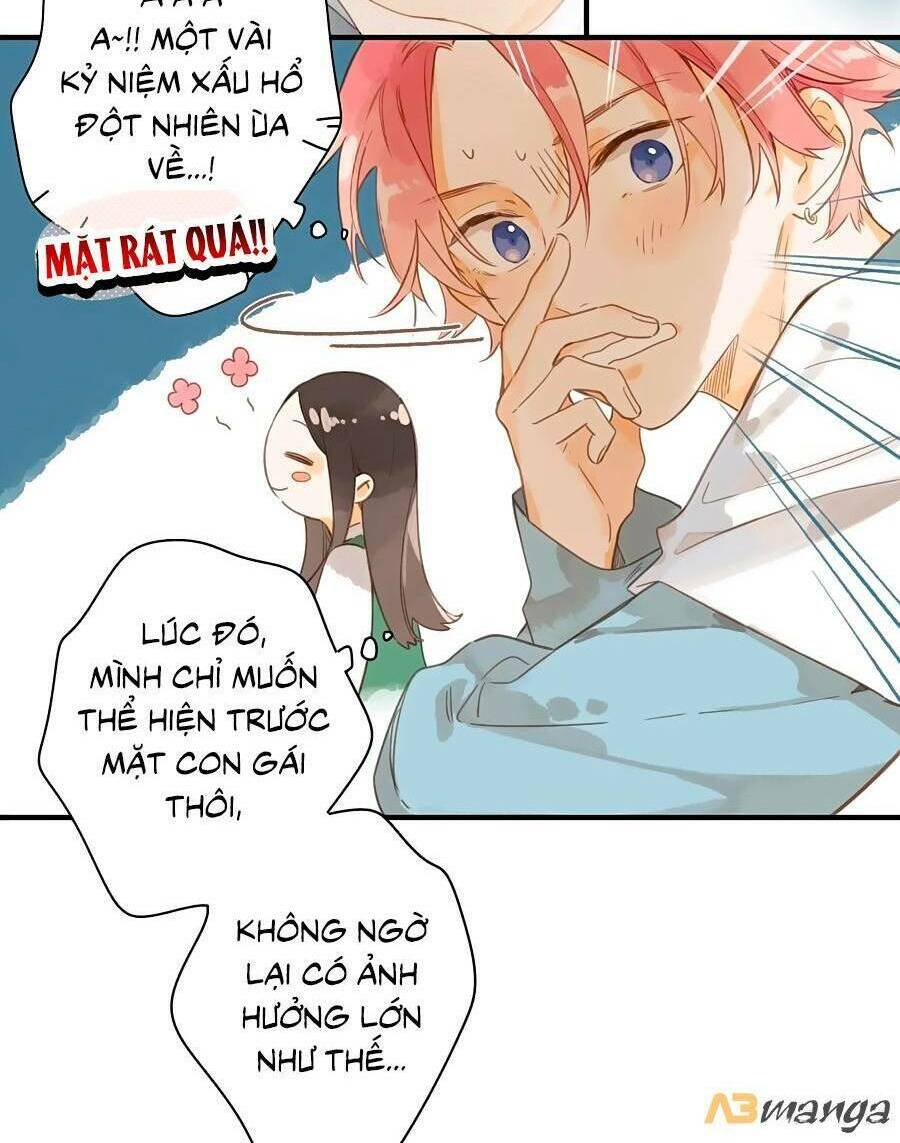 A A A
A~!! MỘT VÀI
KỶ NIỆM XẤU HỔ
ĐỘT NHIÊN ÙA
VỀ...!
MẶT RÁT QUÁ!!
LÚC ĐÓ,
MÌNH CHỈ MUỐN
THỂ HIỆN TRƯỚC
MẶT CON GÁI
THÔI,
KHÔNG NGỜ
LẠI CÓ ẢNH
HƯỞNG LỚN
NHƯ THẾ...
A3manga